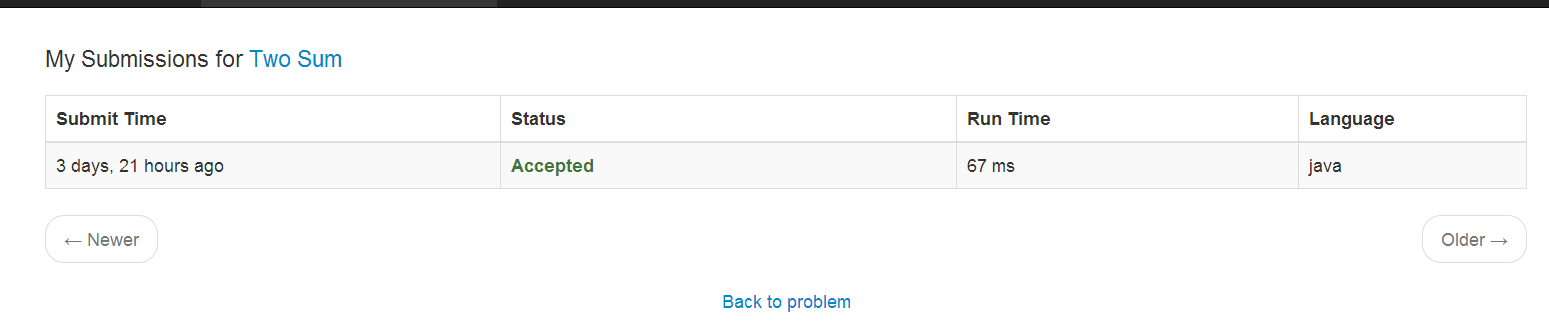 My Submissions for Two Sum
Submit Time Status Run Time Language
3 days, 21 hours ago Accepted 67 ms java
← Newer Older →
Back to problem